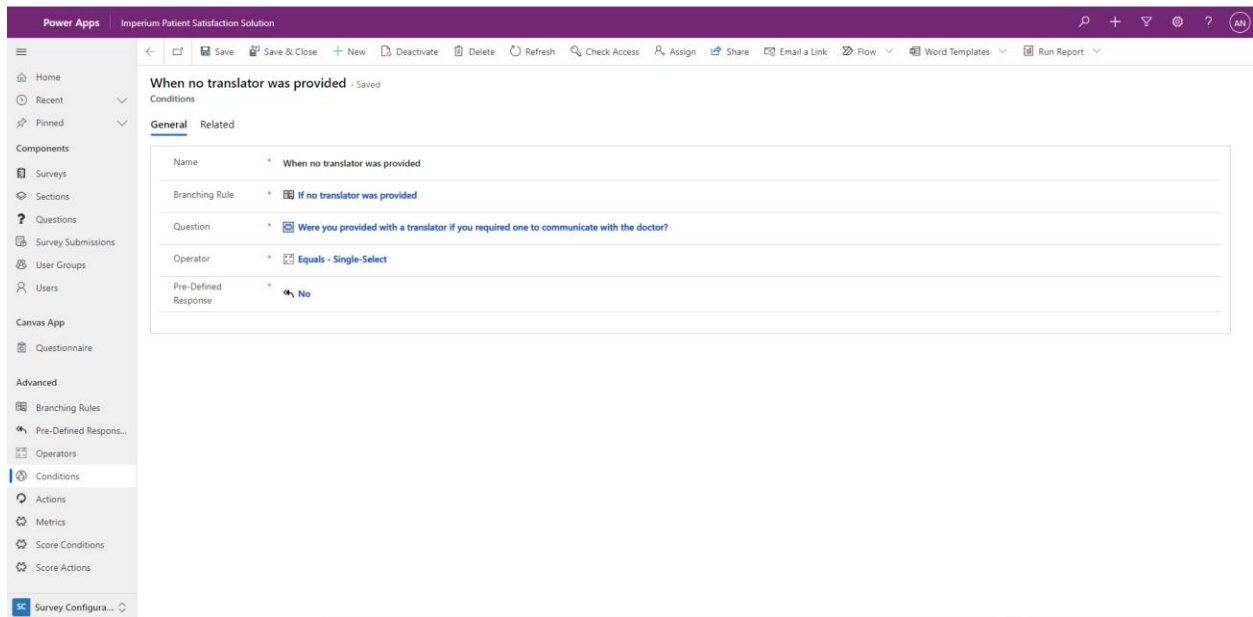 Power Apps Imperium Patient Satisfaction Solution ? AN
Save Save & Close New Deactivate Delete Refresh Check Access Assign Share Email a Link Flow Word Templates Run Report
Home
Recent
Pinned
Components
Surveys
Sections
Questions
Survey Submissions
User Groups
Users
Canvas App
Questionnaire
Advanced
Branching Rules
Pre-Defined Respons...
Operators
Conditions
Actions
Metrics
Score Conditions
Score Actions
SC Survey Configura...
When no translator was provided - Saved
Conditions
General Related
Name * When no translator was provided
Branching Rule * If no translator was provided
Question * Were you provided with a translator if you required one to communicate with the doctor?
Operator * Equals - Single-Select
Pre-Defined
Response * No